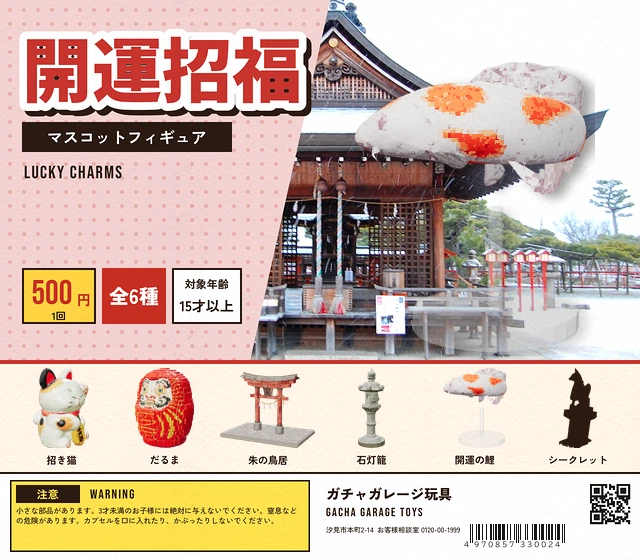 開運招福
マスコットフィギュア
LUCKY CHARMS
500円
1回
全6種
対象年齢
15才以上
招き猫
だるま
朱の鳥居
石灯籠
開運の鯉
シークレット
注意 WARNING
小さな部品があります。3才未満のお子様には絶対に与えないでください。窒息など
の危険があります。カプセルを口に入れたり、かぶったりしないでください。
ガチャガレージ玩具
GACHA GARAGE TOYS
汐見市本町2-14 お客様相談室 0120-00-1999
4 970857 330024